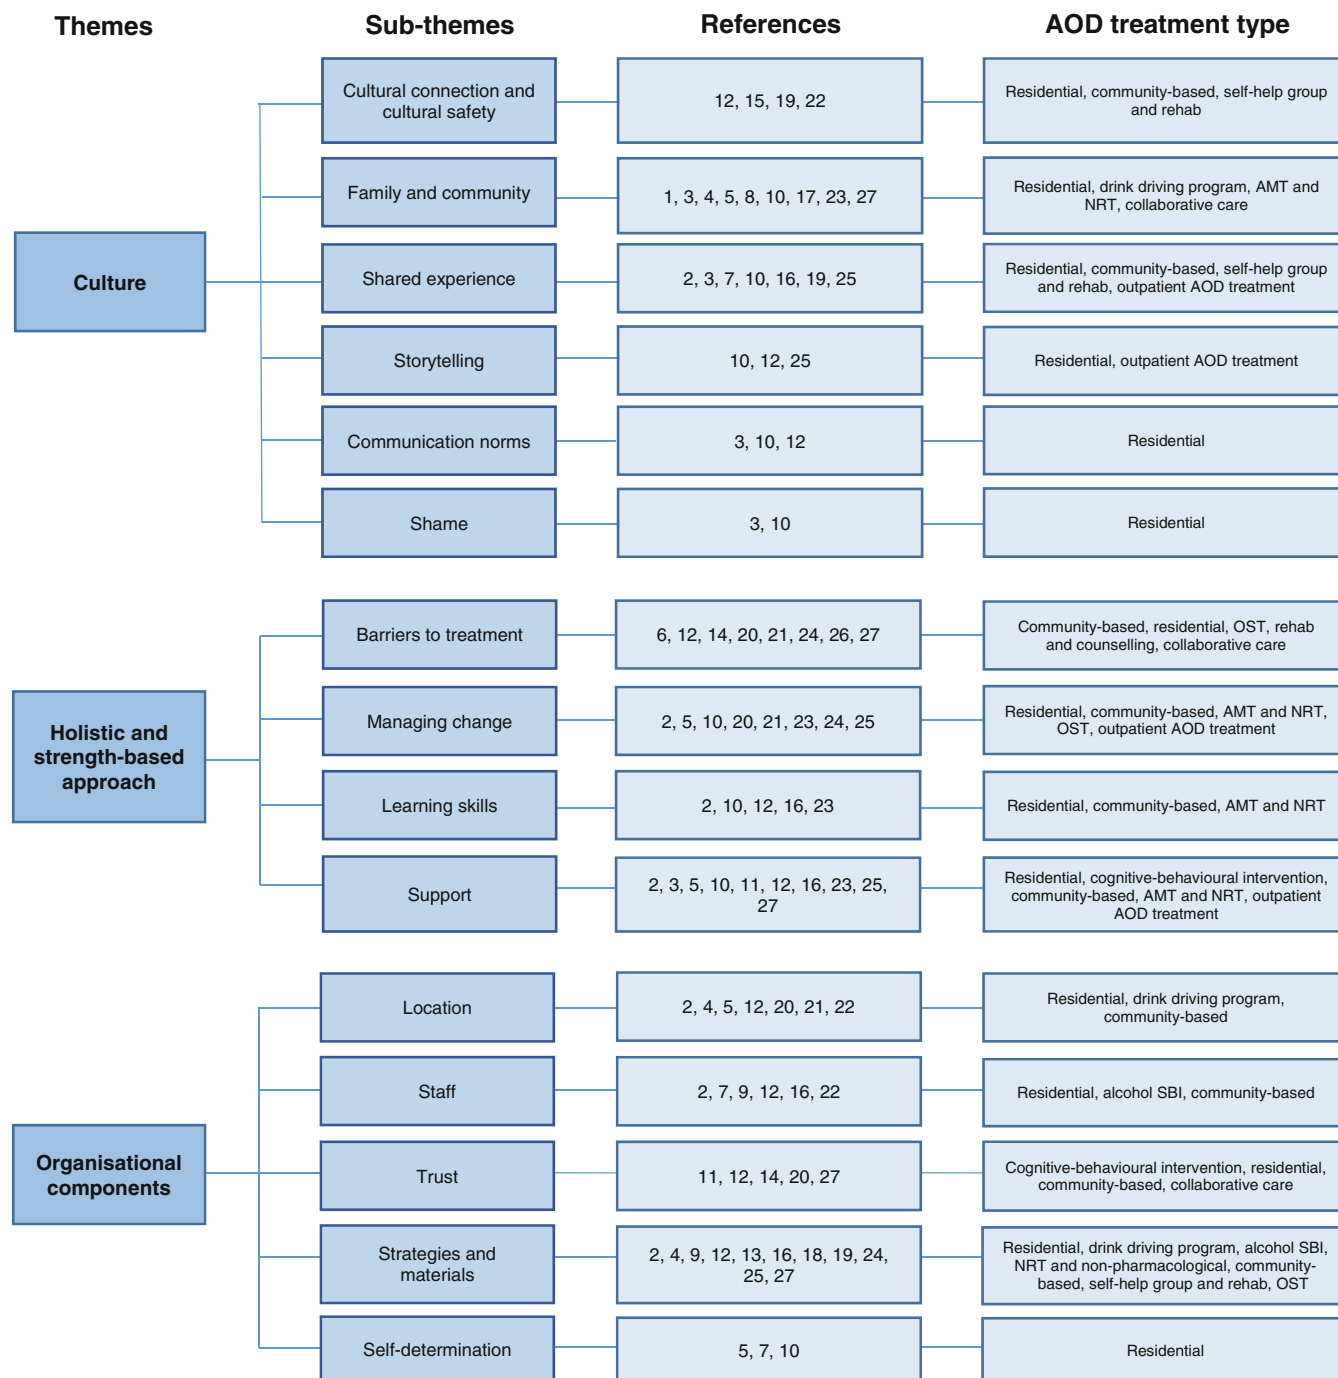 Themes
Sub-themes
References
AOD treatment type
Culture
Cultural connection and
cultural safety
12, 15, 19, 22
Residential, community-based, self-help group
and rehab
Family and community
1, 3, 4, 5, 8, 10, 17, 23, 27
Residential, drink driving program, AMT and
NRT, collaborative care
Shared experience
2, 3, 7, 10, 16, 19, 25
Residential, community-based, self-help group
and rehab, outpatient AOD treatment
Storytelling
10, 12, 25
Residential, outpatient AOD treatment
Communication norms
3, 10, 12
Residential
Shame
3, 10
Residential
Holistic and
strength-based
approach
Barriers to treatment
6, 12, 14, 20, 21, 24, 26, 27
Community-based, residential, OST, rehab
and counselling, collaborative care
Managing change
2, 5, 10, 20, 21, 23, 24, 25
Residential, community-based, AMT and NRT,
OST, outpatient AOD treatment
Learning skills
2, 10, 12, 16, 23
Residential, community-based, AMT and NRT
Support
2, 3, 5, 10, 11, 12, 16, 23, 25,
27
Residential, cognitive-behavioural intervention,
community-based, AMT and NRT, outpatient
AOD treatment
Organisational
components
Location
2, 4, 5, 12, 20, 21, 22
Residential, drink driving program,
community-based
Staff
2, 7, 9, 12, 16, 22
Residential, alcohol SBI, community-based
Trust
11, 12, 14, 20, 27
Cognitive-behavioural intervention, residential,
community-based, collaborative care
Strategies and
materials
2, 4, 9, 12, 13, 16, 18, 19, 24,
25, 27
Residential, drink driving program, alcohol SBI,
NRT and non-pharmacological, community-
based, self-help group and rehab, OST
Self-determination
5, 7, 10
Residential